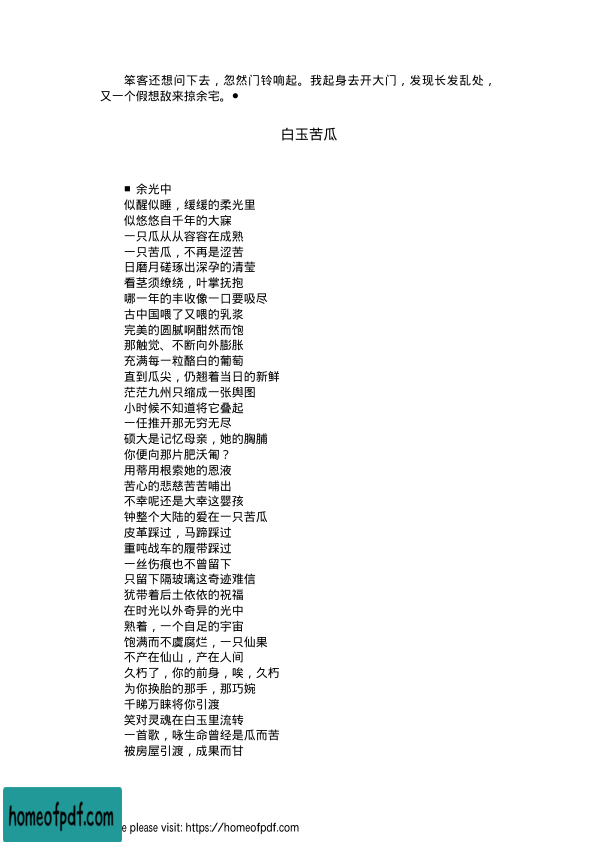 笨客还想问下去，忽然门铃响起。我起身去开大门，发现长发乱处，
又一个假想敌来掠余宅。●
白玉苦瓜
■ 余光中
似醒似睡，缓缓的柔光里
似悠悠自千年的大寐
一只瓜从从容容在成熟
一只苦瓜，不再是涩苦
日磨月磋琢出深孕的清莹
看茎须缭绕，叶掌抚抱
哪一年的丰收像一口要吸尽
古中国喂了又喂的乳浆
完美的圆腻啊酣然而饱
那触觉、不断向外膨胀
充满每一粒酪白的葡萄
直到瓜尖，仍翘着当日的新鲜
茫茫九州只缩成一张舆图
小时候不知道将它叠起
一任推开那无穷无尽
硕大是记忆母亲，她的胸脯
你便向那片肥沃匍？
用蒂用根索她的恩液
苦心的悲慈苦苦哺出
不幸呢还是大幸这婴孩
钟整个大陆的爱在一只苦瓜
皮革踩过，马蹄踩过
重吨战车的履带踩过
一丝伤痕也不曾留下
只留下隔玻璃这奇迹难信
犹带着后土依依的祝福
在时光以外奇异的光中
熟着，一个自足的宇宙
饱满而不虞腐烂，一只仙果
不产在仙山，产在人间
久朽了，你的前身，唉，久朽
为你换胎的那手，那巧婉
千睇万睐将你引渡
笑对灵魂在白玉里流转
一首歌，咏生命曾经是瓜而苦
被房屋引渡，成果而甘
homeofpdf.com
e please visit: https://homeofpdf.com